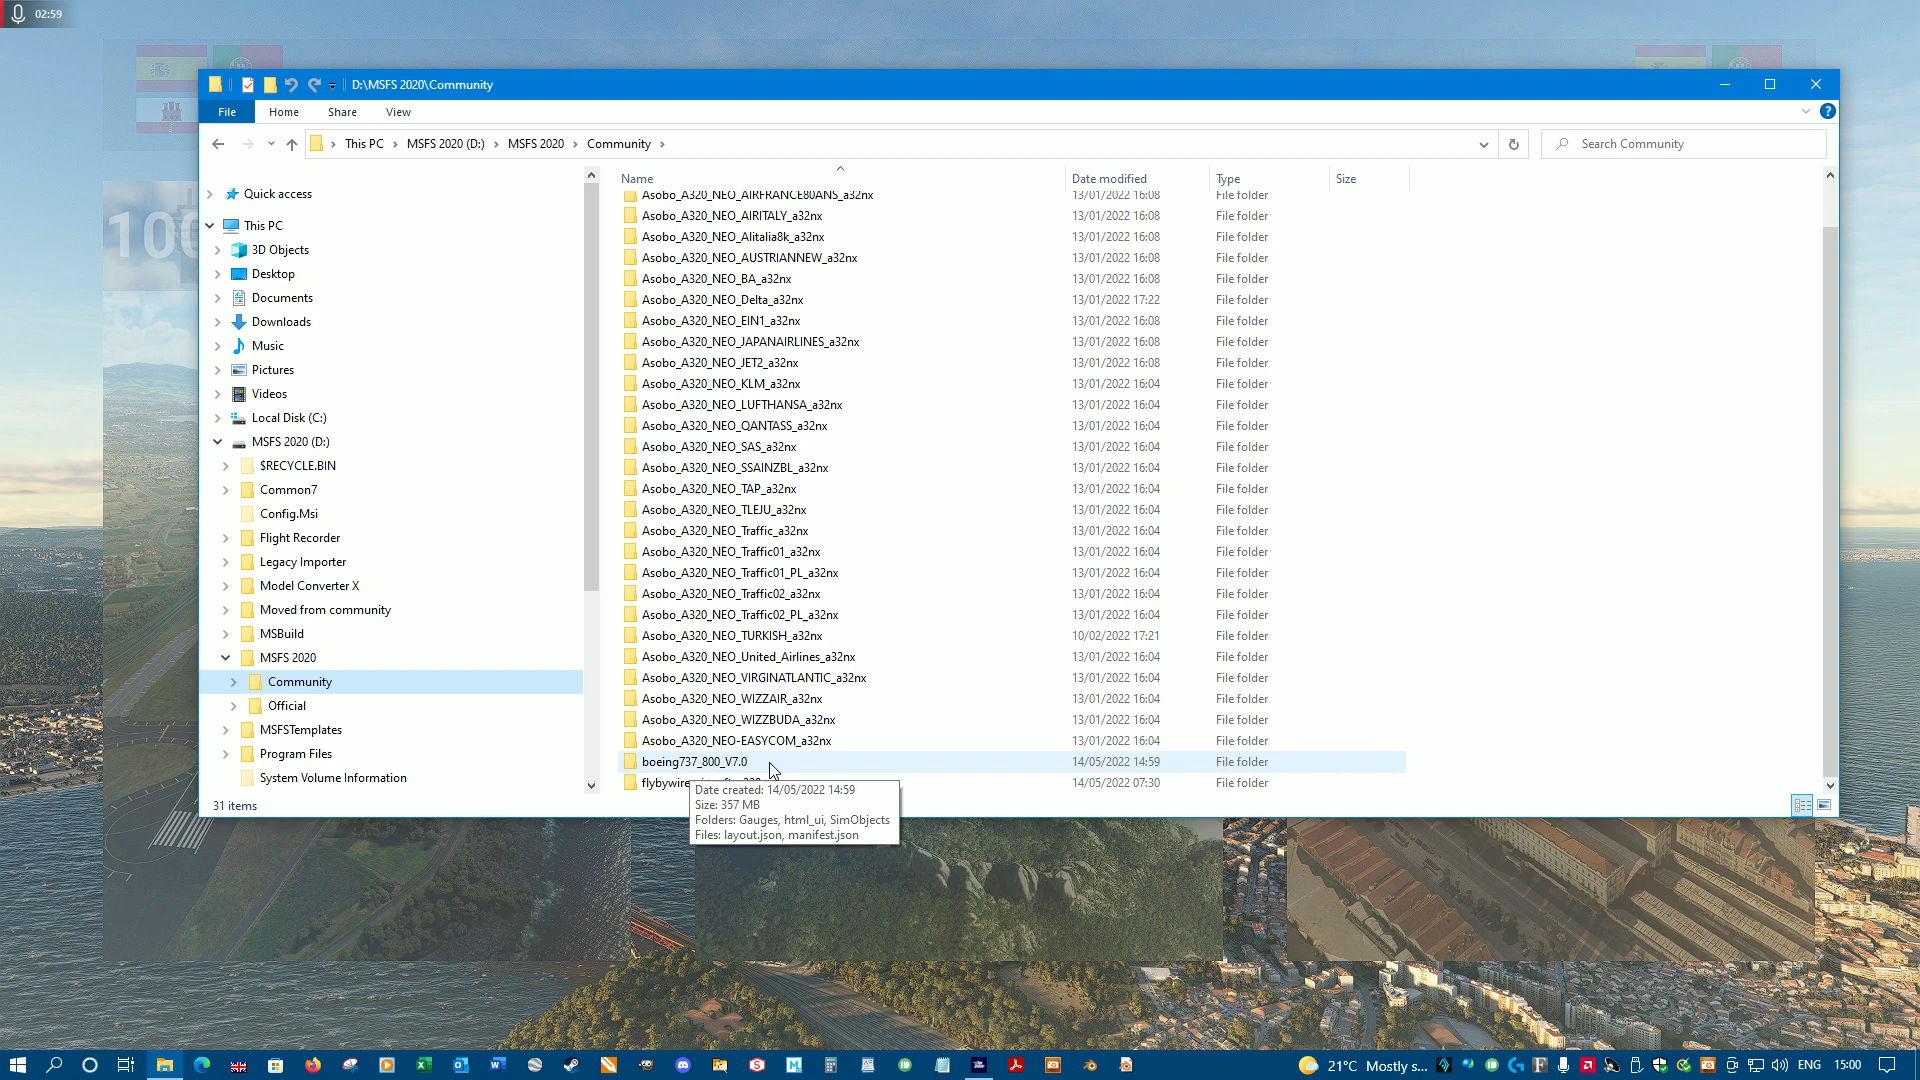 02:59
D:\MSFS 2020\Community
File
Home
Share
View
This PC
MSFS 2020 (D:)
MSFS 2020
Community
Search Community
Quick access
This PC
3D Objects
Desktop
Documents
Downloads
Music
Pictures
Videos
Local Disk (C:)
MSFS 2020 (D:)
$RECYCLE.BIN
Common7
Config.Msi
Flight Recorder
Legacy Importer
Model Converter X
Moved from community
MSBuild
MSFS 2020
Community
Official
MSFSTemplates
Program Files
System Volume Information
Name Date modified Type Size
Asobo_A320_NEO_AIRFRANCE80ANS_a32nx 13/01/2022 16:08 File folder
Asobo_A320_NEO_AIRITALY_a32nx 13/01/2022 16:08 File folder
Asobo_A320_NEO_Alitalia8k_a32nx 13/01/2022 16:08 File folder
Asobo_A320_NEO_AUSTRIANNEW_a32nx 13/01/2022 16:08 File folder
Asobo_A320_NEO_BA_a32nx 13/01/2022 16:08 File folder
Asobo_A320_NEO_Delta_a32nx 13/01/2022 17:22 File folder
Asobo_A320_NEO_EIN1_a32nx 13/01/2022 16:08 File folder
Asobo_A320_NEO_JAPANAIRLINES_a32nx 13/01/2022 16:08 File folder
Asobo_A320_NEO_JET2_a32nx 13/01/2022 16:08 File folder
Asobo_A320_NEO_KLM_a32nx 13/01/2022 16:04 File folder
Asobo_A320_NEO_LUFTHANSA_a32nx 13/01/2022 16:04 File folder
Asobo_A320_NEO_QANTASS_a32nx 13/01/2022 16:04 File folder
Asobo_A320_NEO_SAS_a32nx 13/01/2022 16:04 File folder
Asobo_A320_NEO_SSAINZBL_a32nx 13/01/2022 16:04 File folder
Asobo_A320_NEO_TAP_a32nx 13/01/2022 16:04 File folder
Asobo_A320_NEO_TLEJU_a32nx 13/01/2022 16:04 File folder
Asobo_A320_NEO_Traffic_a32nx 13/01/2022 16:04 File folder
Asobo_A320_NEO_Traffic01_a32nx 13/01/2022 16:04 File folder
Asobo_A320_NEO_Traffic01_PL_a32nx 13/01/2022 16:04 File folder
Asobo_A320_NEO_Traffic02_a32nx 13/01/2022 16:04 File folder
Asobo_A320_NEO_Traffic02_PL_a32nx 13/01/2022 16:04 File folder
Asobo_A320_NEO_TURKISH_a32nx 10/02/2022 17:21 File folder
Asobo_A320_NEO_United_Airlines_a32nx 13/01/2022 16:04 File folder
Asobo_A320_NEO_VIRGINATLANTIC_a32nx 13/01/2022 16:04 File folder
Asobo_A320_NEO_WIZZAIR_a32nx 13/01/2022 16:04 File folder
Asobo_A320_NEO_WIZZBUDA_a32nx 13/01/2022 16:04 File folder
Asobo_A320_NEO-EASYCOM_a32nx 13/01/2022 16:04 File folder
boeing737_800_V7.0 14/05/2022 14:59 File folder
14/05/2022 07:30 File folder
Date created: 14/05/2022 14:59
Size: 357 MB
Folders: Gauges, html_ui, SimObjects
Files: layout.json, manifest.json
31 items
100
21°C Mostly s...
ENG
15:00